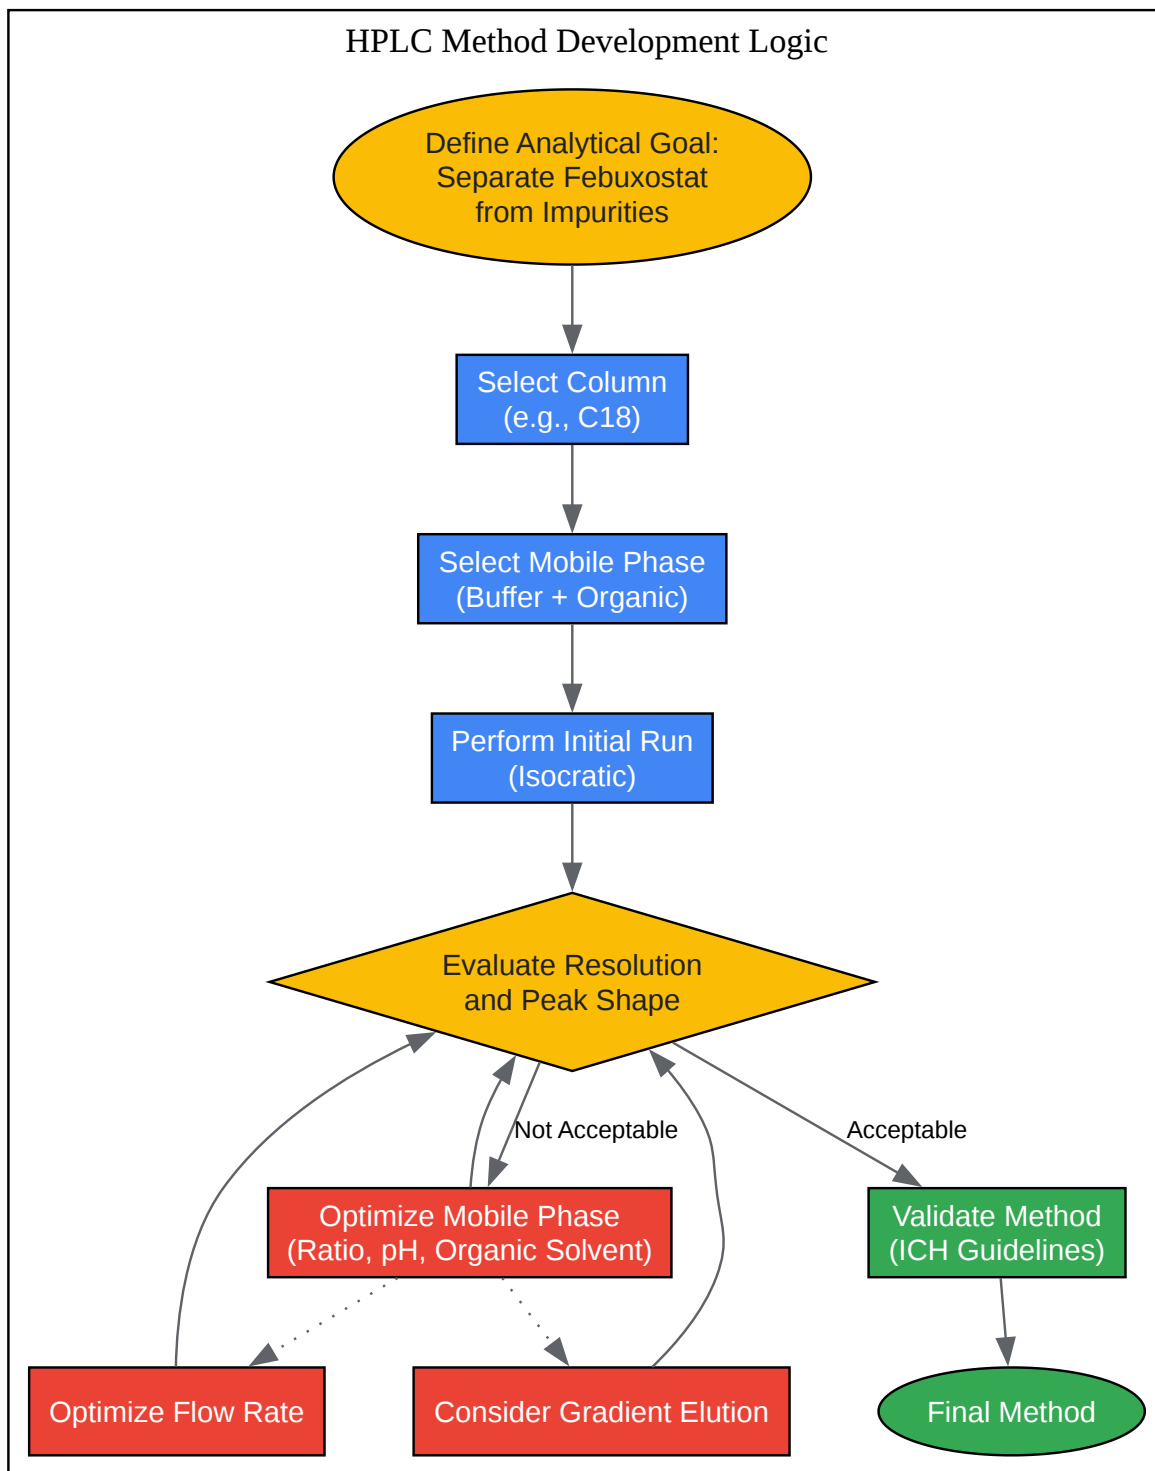 HPLC Method Development Logic
Define Analytical Goal:
Separate Febuxostat
from Impurities
Select Column
(e.g., C18)
Select Mobile Phase
(Buffer + Organic)
Perform Initial Run
(Isocratic)
Evaluate Resolution
and Peak Shape
Not Acceptable
Acceptable
Optimize Mobile Phase
(Ratio, pH, Organic Solvent)
Validate Method
(ICH Guidelines)
Optimize Flow Rate
Consider Gradient Elution
Final Method